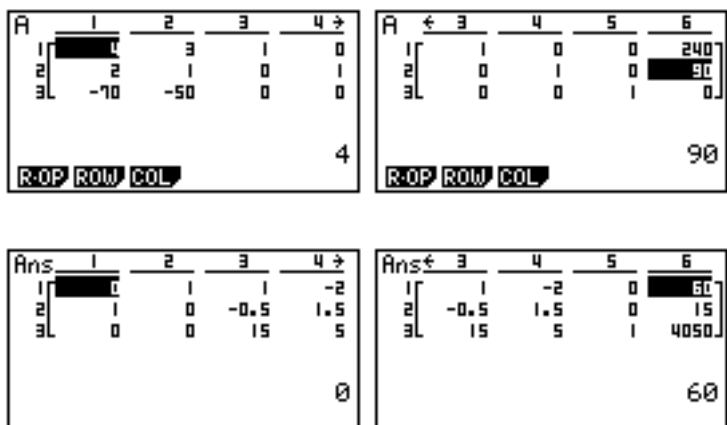 A 1 2 3 4→
1[ 4 3 1 0
2 2 1 0 1
3[ -70 -50 0 0
4
R-OP ROW COL
A ← 3 4 5 6
1[ 1 0 0 240]
2 0 1 0 90
3[ 0 0 1 0]
90
R-OP ROW COL
Ans 1 2 3 4→
1[ 0 1 1 -2
2 1 0 -0.5 1.5
3[ 0 0 15 5
0
Ans← 3 4 5 6
1[ 1 -2 0 60]
2 -0.5 1.5 0 15
3[ 15 5 1 4050]
60